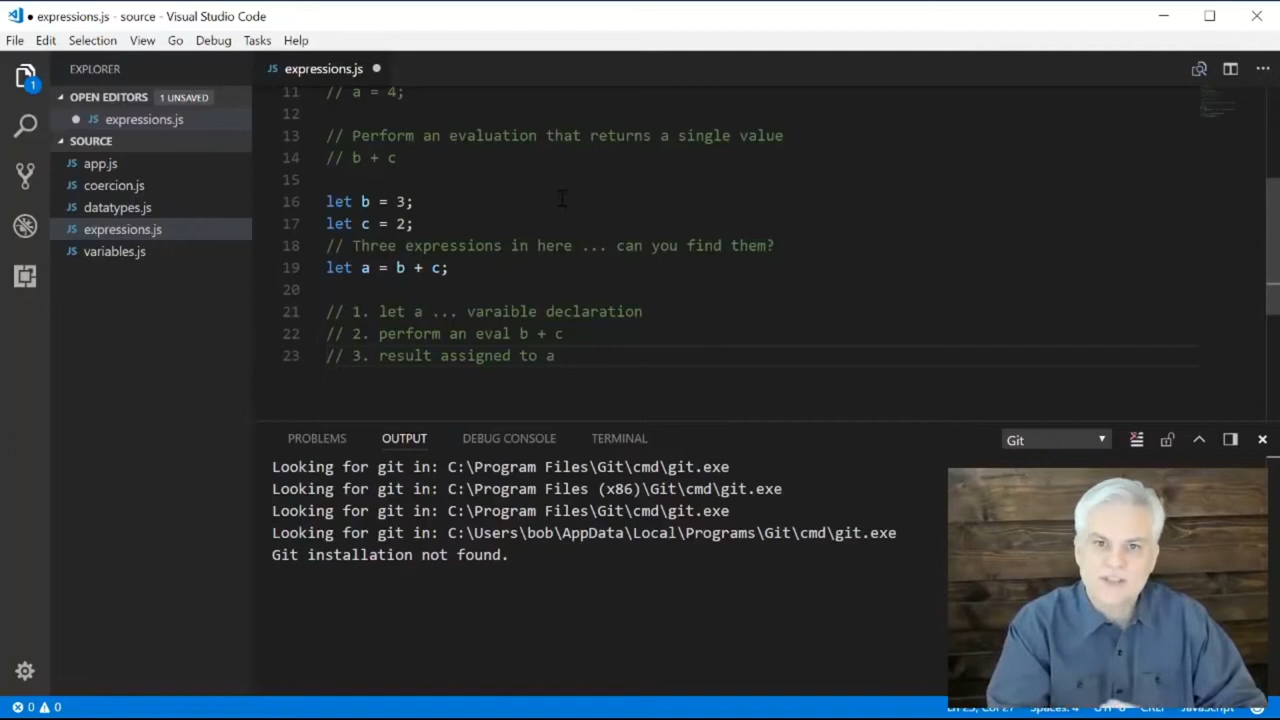 ● expressions.js - source - Visual Studio Code
File Edit Selection View Go Debug Tasks Help
EXPLORER
JS expressions.js ●
1
OPEN EDITORS 1 UNSAVED
● JS expressions.js
SOURCE
JS app.js
JS coercion.js
JS datatypes.js
JS expressions.js
JS variables.js
11 // a = 4;
12
13 // Perform an evaluation that returns a single value
14 // b + c
15
16 let b = 3;
17 let c = 2;
18 // Three expressions in here ... can you find them?
19 let a = b + c;
20
21 // 1. let a ... varaible declaration
22 // 2. perform an eval b + c
23 // 3. result assigned to a
PROBLEMS OUTPUT DEBUG CONSOLE TERMINAL Git
Looking for git in: C:\Program Files\Git\cmd\git.exe
Looking for git in: C:\Program Files (x86)\Git\cmd\git.exe
Looking for git in: C:\Program Files\Git\cmd\git.exe
Looking for git in: C:\Users\bob\AppData\Local\Programs\Git\cmd\git.exe
Git installation not found.
0 0